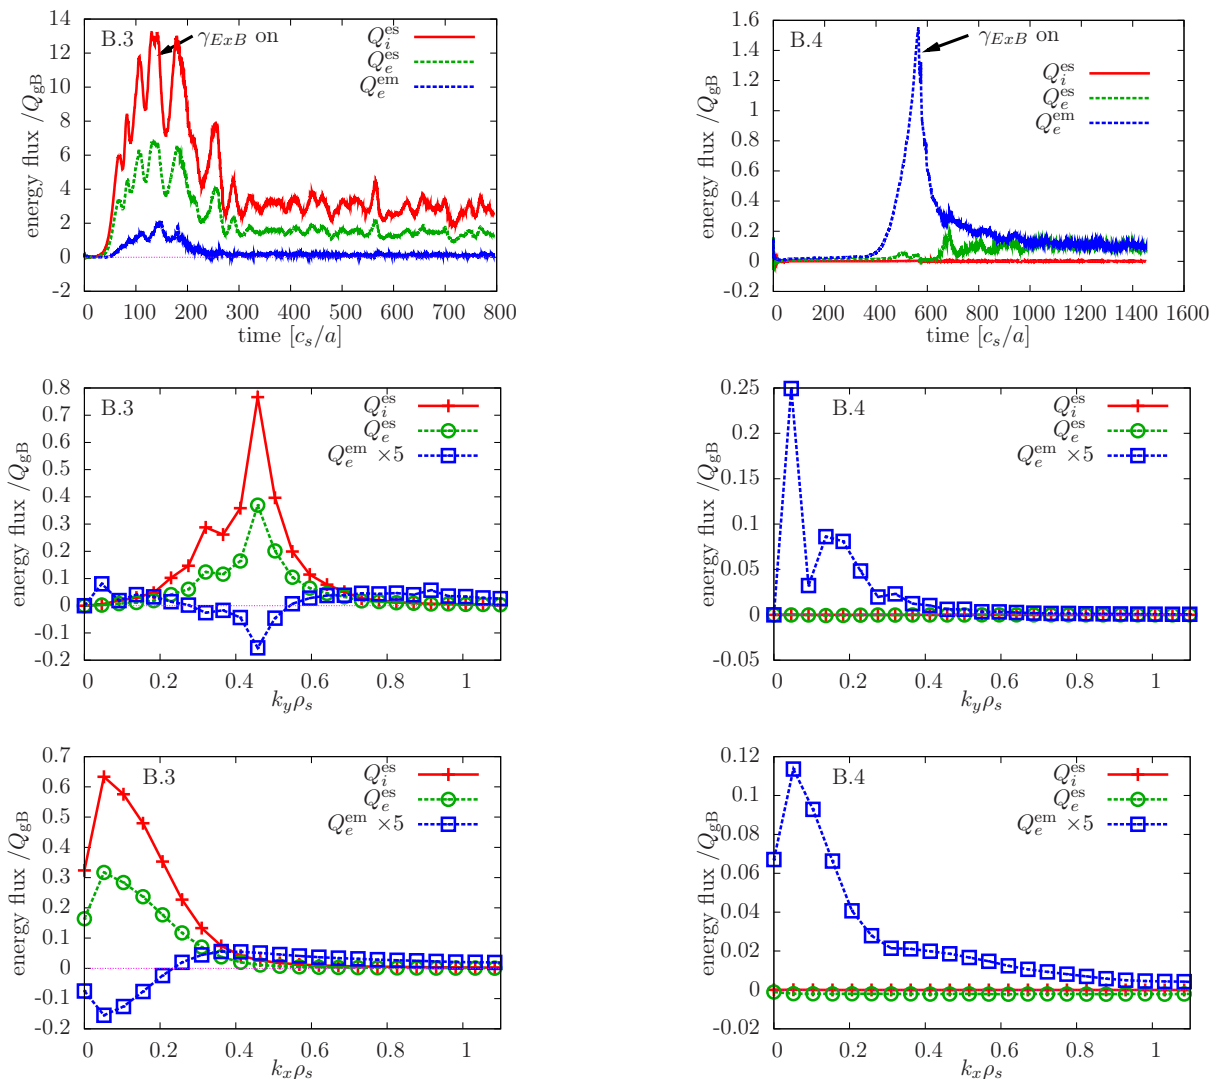 B.3
γExB on
Q_i^es
Q_e^es
Q_e^em
energy flux /Q_gB
14
12
10
8
6
4
2
0
-2
0 100 200 300 400 500 600 700 800
time [c_s/a]
B.4
γExB on
Q_i^es
Q_e^es
Q_e^em
energy flux /Q_gB
1.6
1.4
1.2
1
0.8
0.6
0.4
0.2
0
-0.2
0 200 400 600 800 1000 1200 1400 1600
time [c_s/a]
B.3
Q_i^es
Q_e^es
Q_e^em ×5
energy flux /Q_gB
0.8
0.7
0.6
0.5
0.4
0.3
0.2
0.1
0
-0.1
-0.2
0 0.2 0.4 0.6 0.8 1
k_yρ_s
B.4
Q_i^es
Q_e^es
Q_e^em ×5
energy flux /Q_gB
0.25
0.2
0.15
0.1
0.05
0
-0.05
0 0.2 0.4 0.6 0.8 1
k_yρ_s
B.3
Q_i^es
Q_e^es
Q_e^em ×5
energy flux /Q_gB
0.7
0.6
0.5
0.4
0.3
0.2
0.1
0
-0.1
-0.2
0 0.2 0.4 0.6 0.8 1
k_xρ_s
B.4
Q_i^es
Q_e^es
Q_e^em ×5
energy flux /Q_gB
0.12
0.1
0.08
0.06
0.04
0.02
0
-0.02
0 0.2 0.4 0.6 0.8 1
k_xρ_s